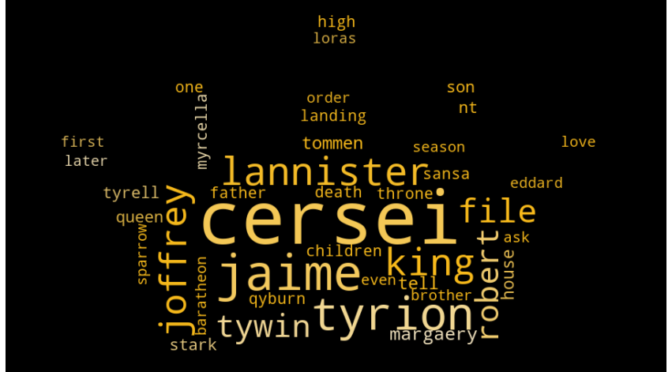 high
loras
one
son
order
nt
landing
myrcella
first
tommen
season
love
later
lannister
sansa
eddard
tyrell
father
death
throne
joffrey
cersei
file
queen
sparrow
children
ask
jaime
king
robert
house
baratheon
even
tell
qyburn
brother
tywin
tyrion
margaery
stark